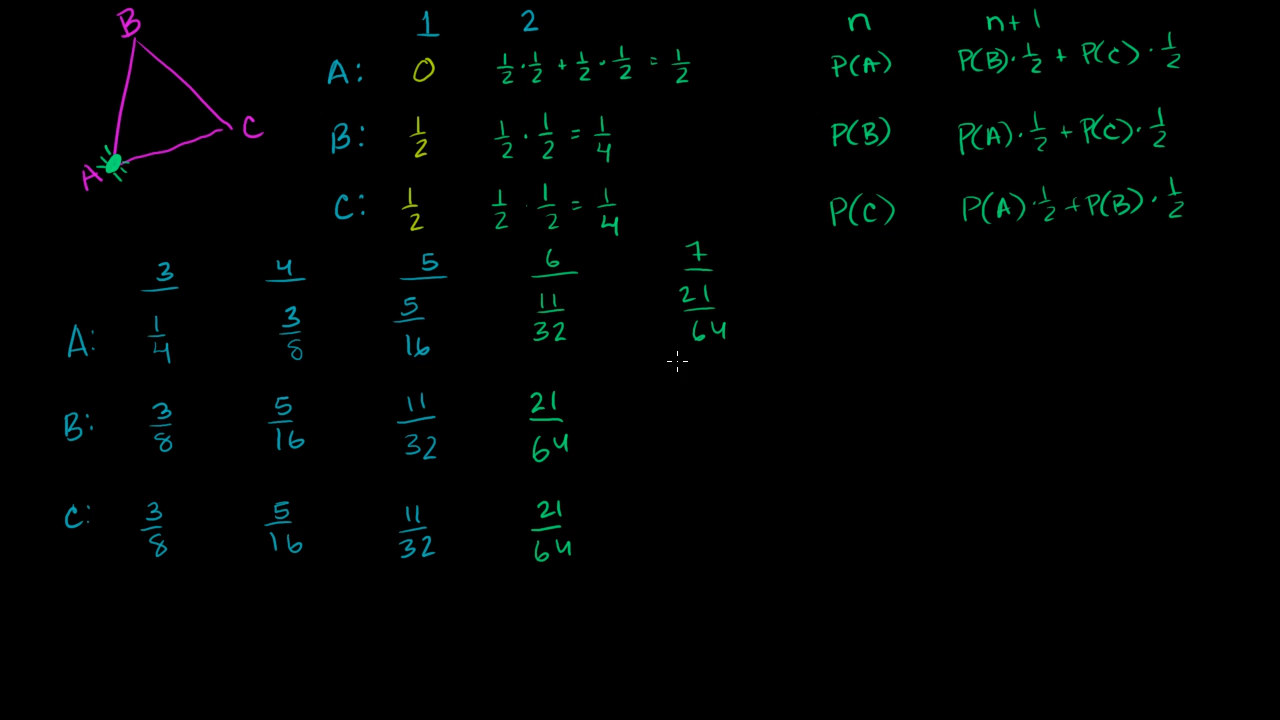 B
C
A
1 2
A: 0 1/2 · 1/2 + 1/2 · 1/2 = 1/2
B: 1/2 1/2 · 1/2 = 1/4
C: 1/2 1/2 · 1/2 = 1/4
n n+1
P(A) P(B) · 1/2 + P(C) · 1/2
P(B) P(A) · 1/2 + P(C) · 1/2
P(C) P(A) · 1/2 + P(B) · 1/2
3 4 5 6 7
A: 1/4 3/8 5/16 11/32 21/64
B: 3/8 5/16 11/32 21/64
C: 3/8 5/16 11/32 21/64